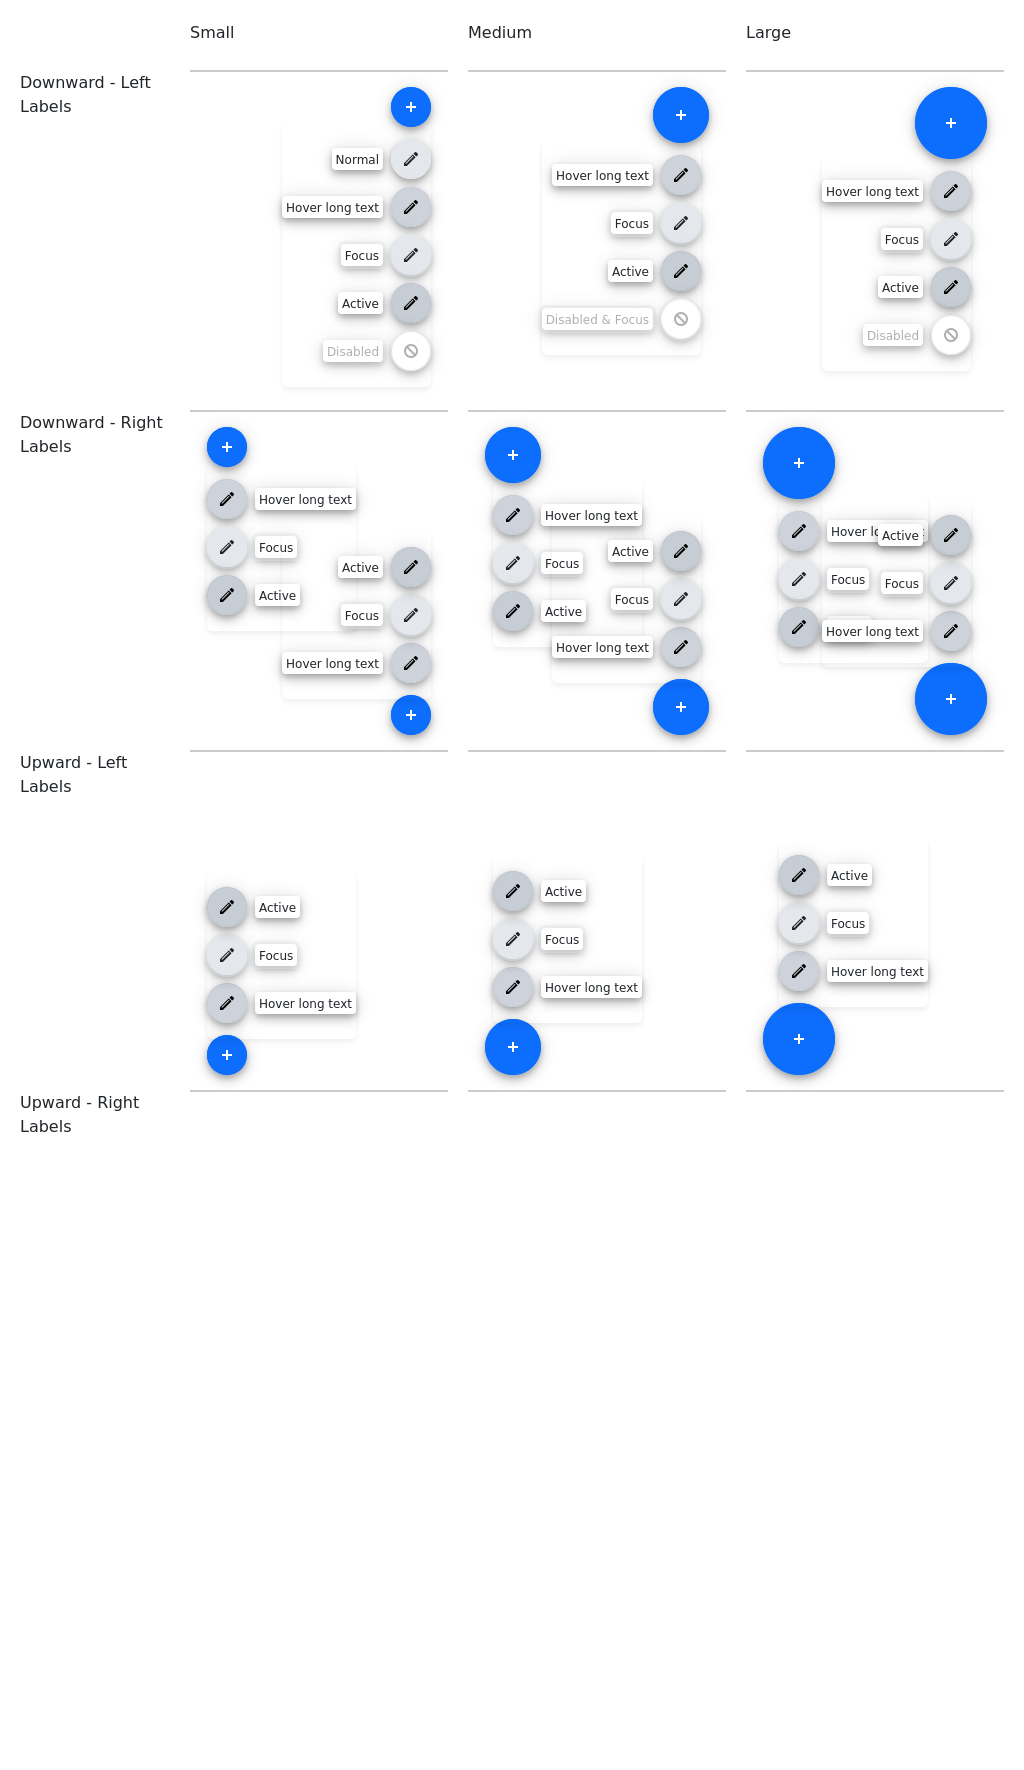 Small
Medium
Large
Downward - Left
Labels
Normal
Hover long text
Focus
Active
Disabled
Hover long text
Focus
Active
Disabled & Focus
Hover long text
Focus
Active
Disabled
Downward - Right
Labels
Hover long text
Focus
Active
Active
Focus
Hover long text
Hover long text
Focus
Active
Active
Focus
Hover long text
Focus
Active
Focus
Hover long text
Upward - Left
Labels
Active
Focus
Hover long text
Active
Focus
Hover long text
Active
Focus
Hover long text
Upward - Right
Labels